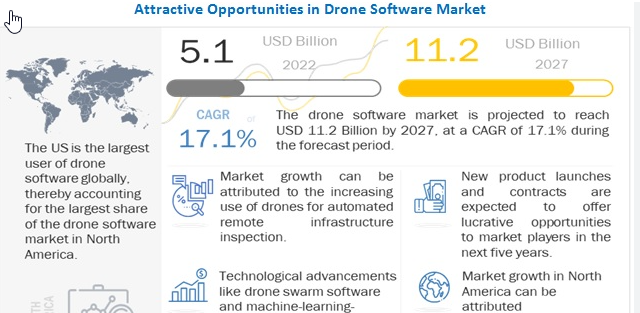 Attractive Opportunities in Drone Software Market
5.1
USD Billion
2022
11.2
USD Billion
2027
CAGR
17.1%
The drone software market is projected to reach
USD 11.2 Billion by 2027, at a CAGR of 17.1% during
the forecast period.
The US is the largest
user of drone
software globally,
thereby accounting
for the largest share
of the drone software
market in North
America.
Market growth can be
attributed to the increasing
use of drones for automated
remote infrastructure
inspection.
New product launches
and contracts are
expected to offer
lucrative opportunities
to market players in the
next five years.
Technological advancements
like drone swarm software
and machine-learning-
Market growth in North
America can be
attributed